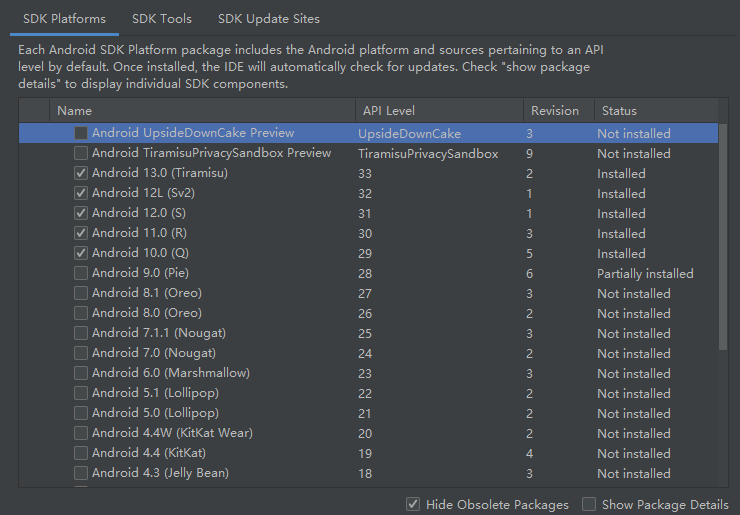 SDK Platforms SDK Tools SDK Update Sites
Each Android SDK Platform package includes the Android platform and sources pertaining to an API
level by default. Once installed, the IDE will automatically check for updates. Check "show package
details" to display individual SDK components.
Name API Level Revision Status
Android UpsideDownCake Preview UpsideDownCake 3 Not installed
Android TiramisuPrivacySandbox Preview TiramisuPrivacySandbox 9 Not installed
Android 13.0 (Tiramisu) 33 2 Installed
Android 12L (Sv2) 32 1 Installed
Android 12.0 (S) 31 1 Installed
Android 11.0 (R) 30 3 Installed
Android 10.0 (Q) 29 5 Installed
Android 9.0 (Pie) 28 6 Partially installed
Android 8.1 (Oreo) 27 3 Not installed
Android 8.0 (Oreo) 26 2 Not installed
Android 7.1.1 (Nougat) 25 3 Not installed
Android 7.0 (Nougat) 24 2 Not installed
Android 6.0 (Marshmallow) 23 3 Not installed
Android 5.1 (Lollipop) 22 2 Not installed
Android 5.0 (Lollipop) 21 2 Not installed
Android 4.4W (KitKat Wear) 20 2 Not installed
Android 4.4 (KitKat) 19 4 Not installed
Android 4.3 (Jelly Bean) 18 3 Not installed
Hide Obsolete Packages Show Package Details